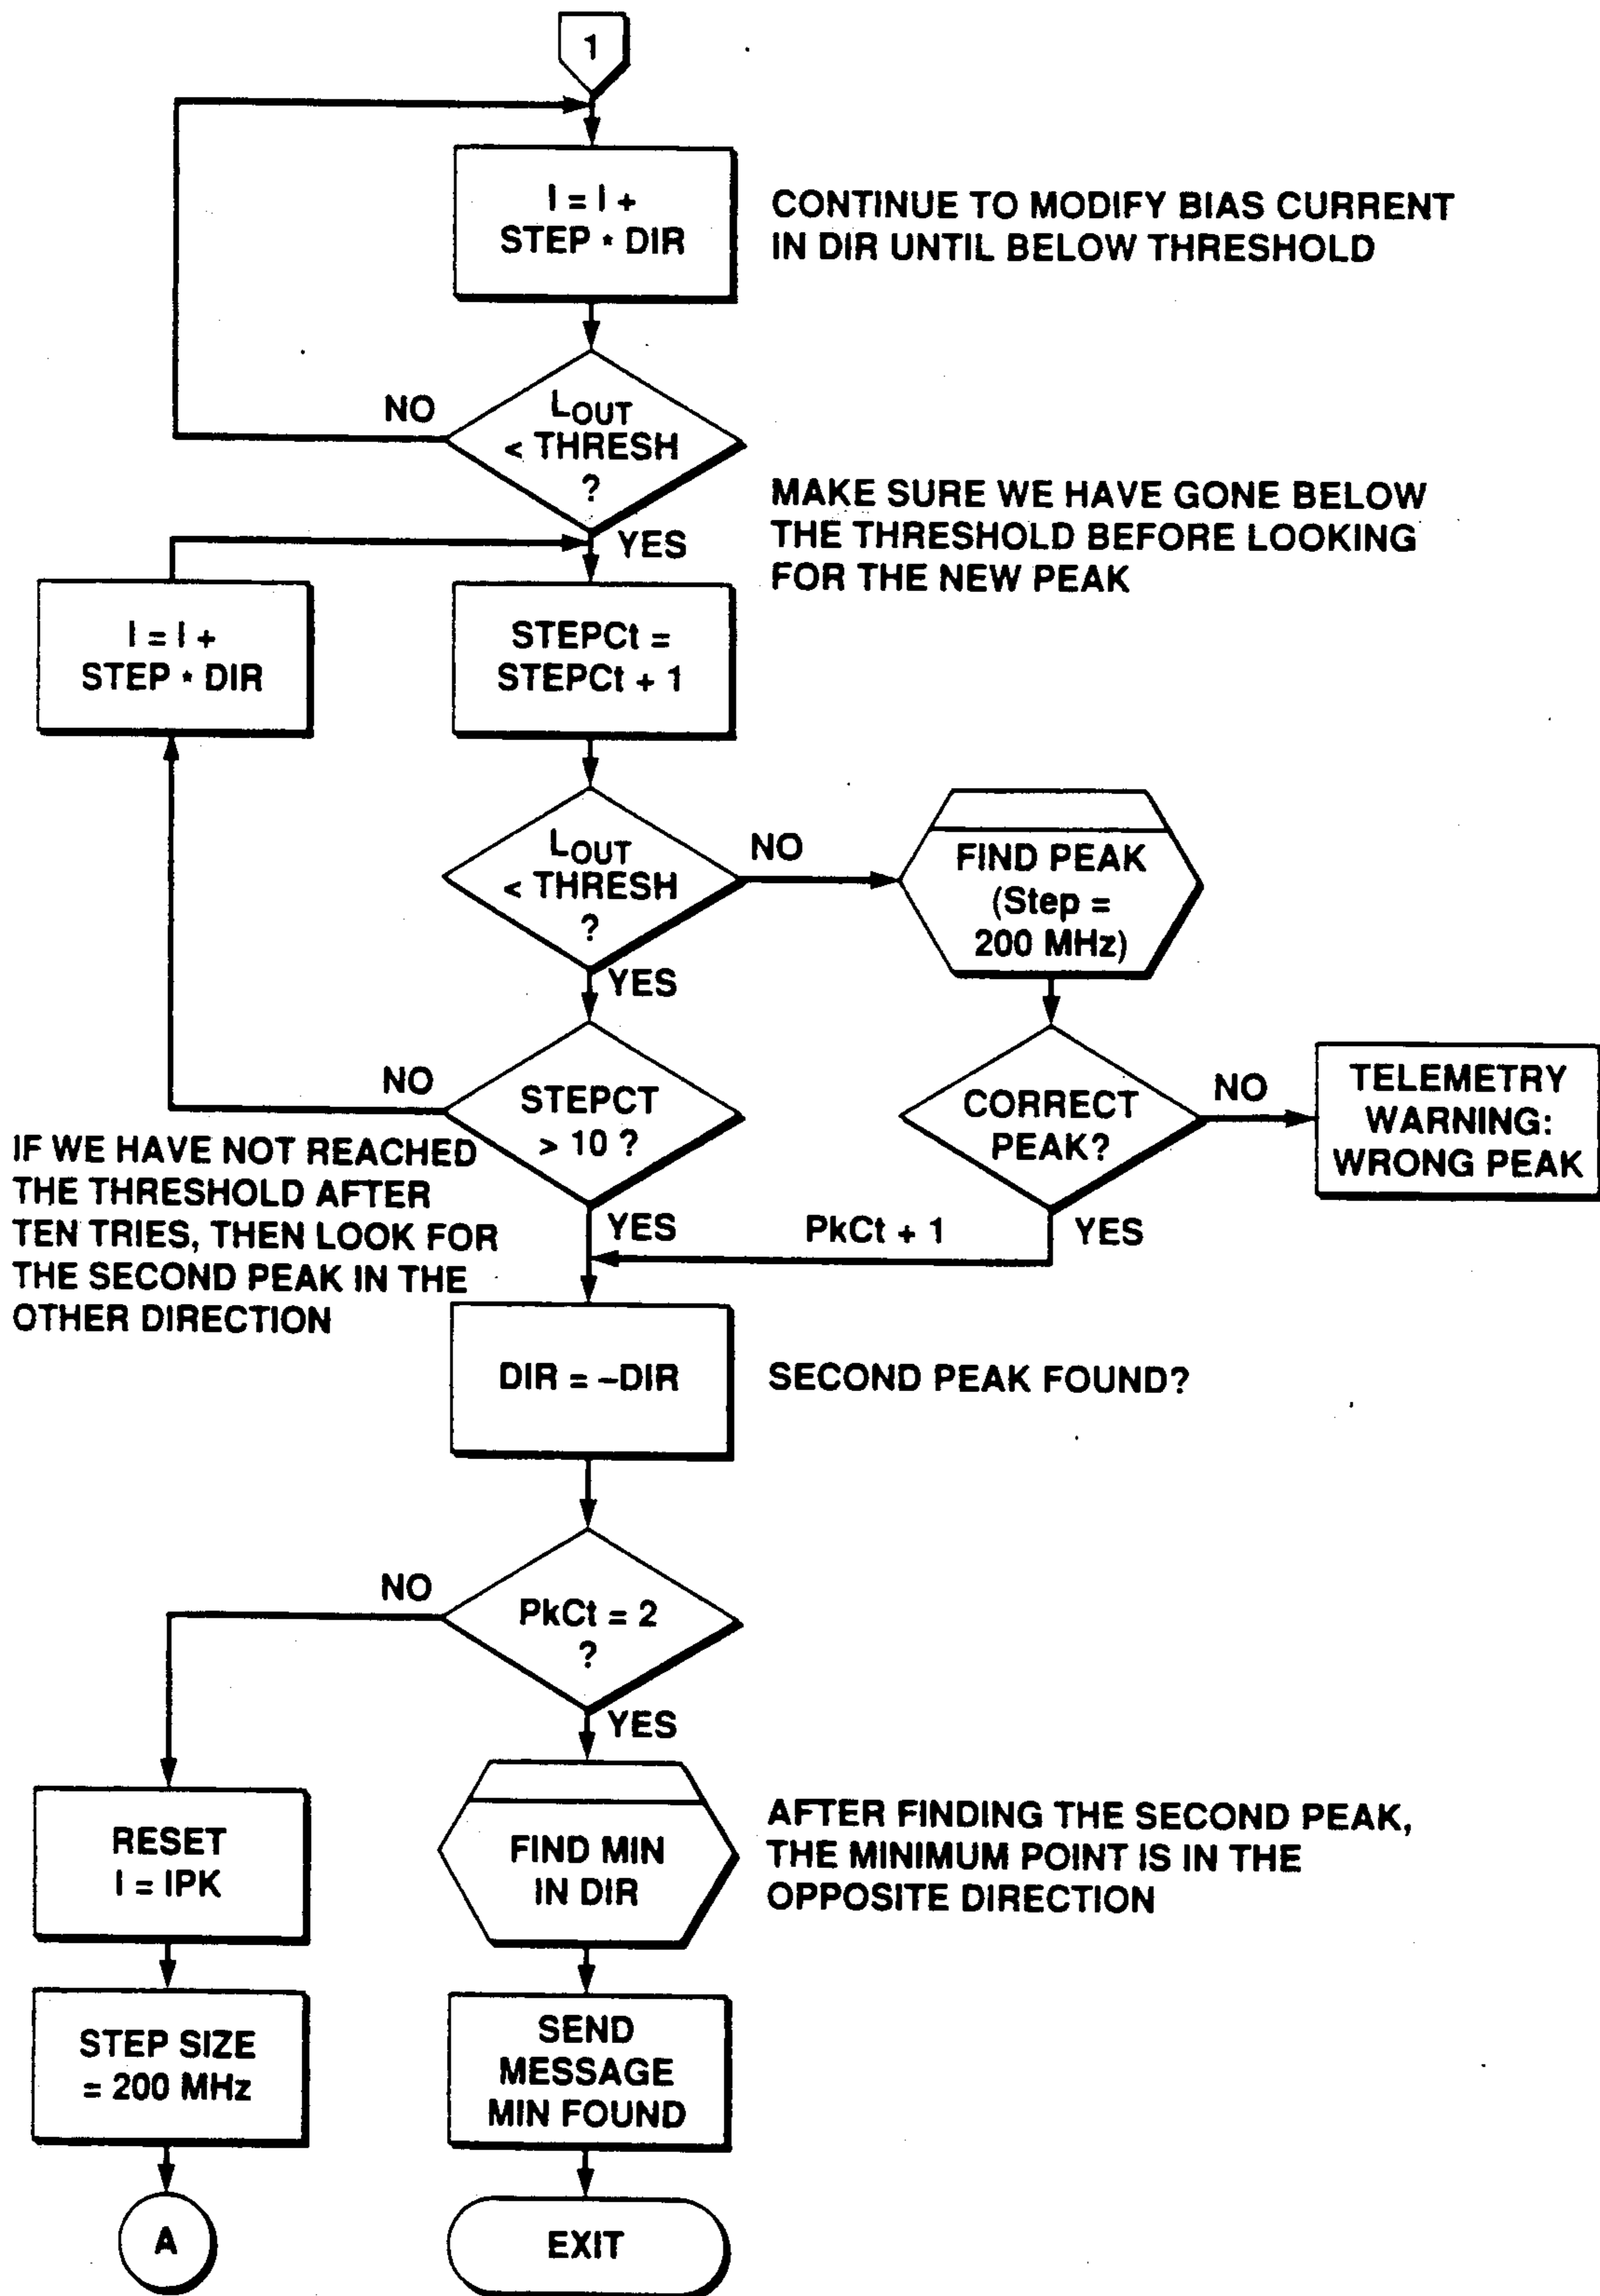 1
I = I +
STEP * DIR
CONTINUE TO MODIFY BIAS CURRENT
IN DIR UNTIL BELOW THRESHOLD
NO
LOUT
< THRESH
?
YES
MAKE SURE WE HAVE GONE BELOW
THE THRESHOLD BEFORE LOOKING
FOR THE NEW PEAK
I = I +
STEP * DIR
STEPCt =
STEPCt + 1
LOUT
< THRESH
?
NO
FIND PEAK
(Step =
200 MHz)
YES
NO
STEPCT
> 10 ?
CORRECT
PEAK?
NO
TELEMETRY
WARNING:
WRONG PEAK
IF WE HAVE NOT REACHED
THE THRESHOLD AFTER
TEN TRIES, THEN LOOK FOR
THE SECOND PEAK IN THE
OTHER DIRECTION
YES
PkCt + 1
YES
DIR = –DIR
SECOND PEAK FOUND?
NO
PkCt = 2
?
YES
RESET
I = IPK
FIND MIN
IN DIR
AFTER FINDING THE SECOND PEAK,
THE MINIMUM POINT IS IN THE
OPPOSITE DIRECTION
STEP SIZE
= 200 MHz
SEND
MESSAGE
MIN FOUND
A
EXIT